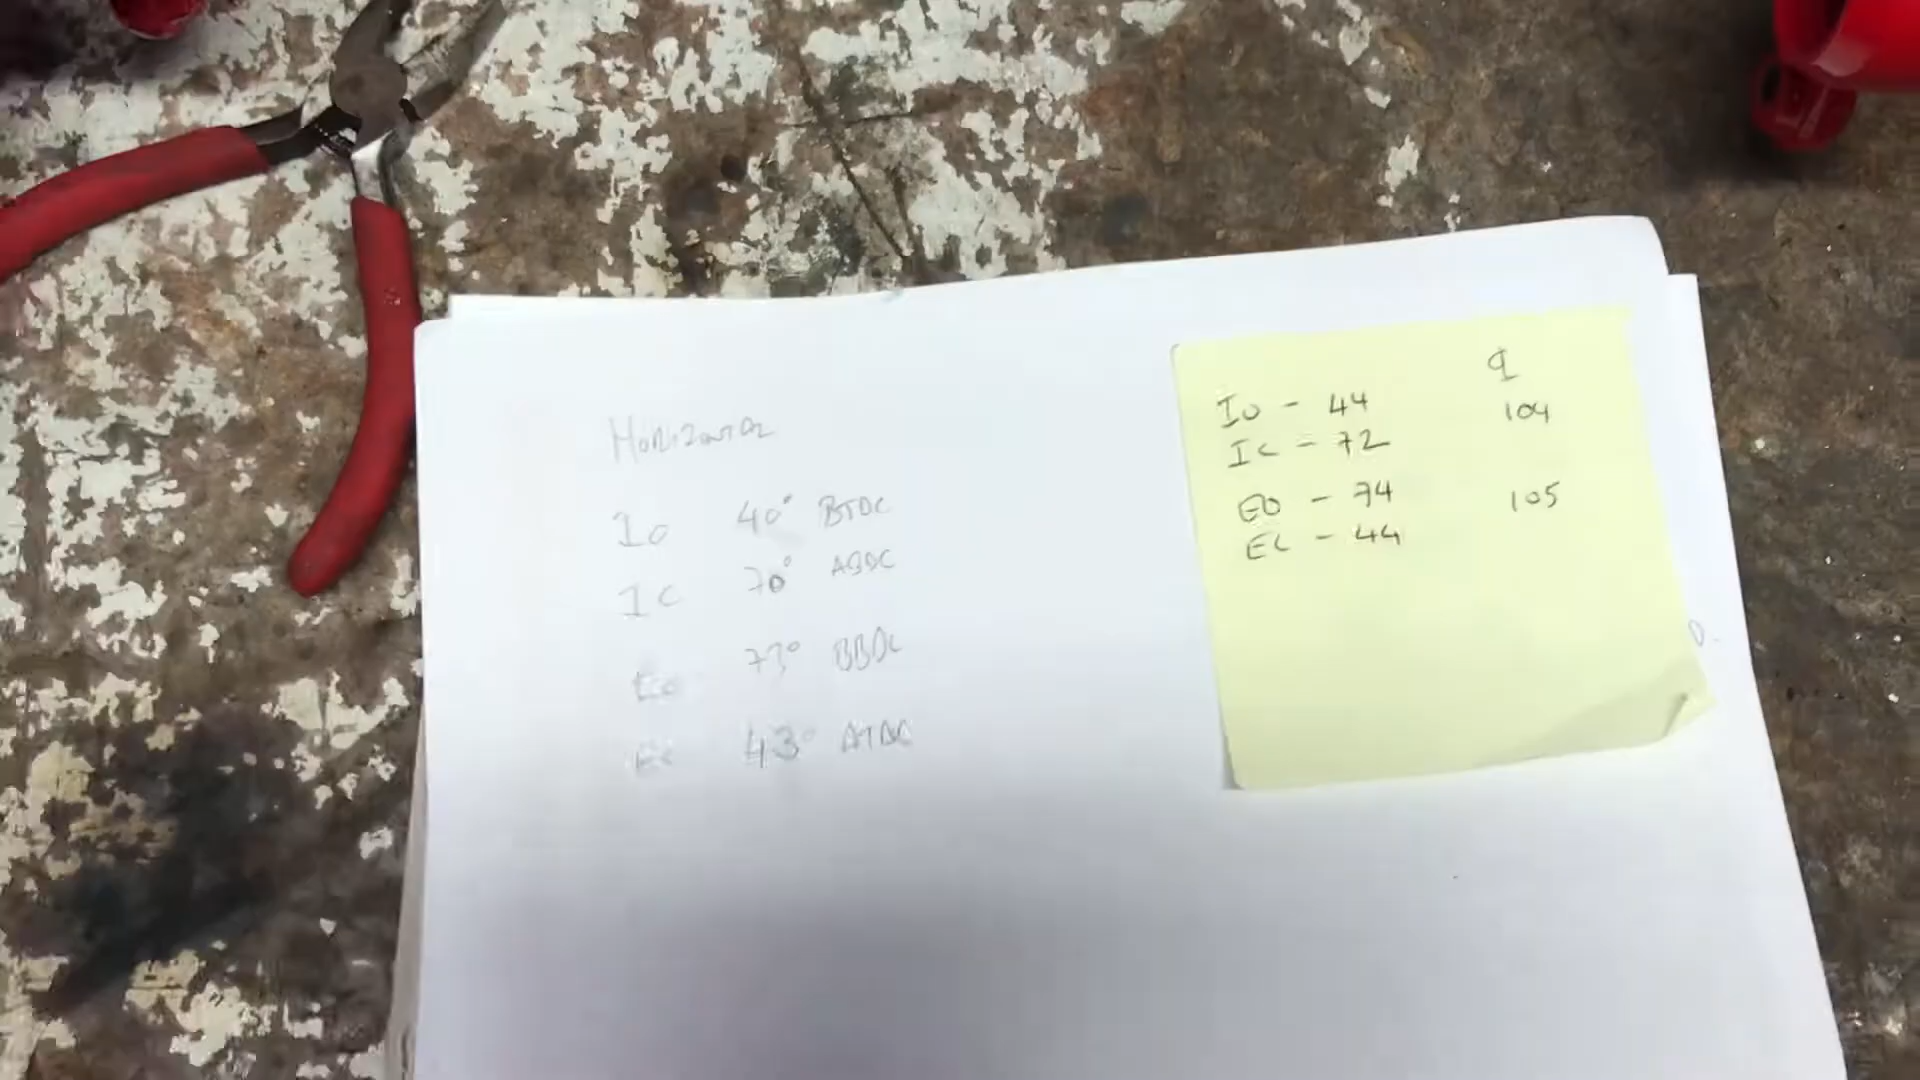 Horizontal
IO 40° BTDC
IC 70° ABDC
EO 73° BBDC
EC 43° ATDC
℄
IO - 44 104
IC - 72
EO - 74 105
EC - 44